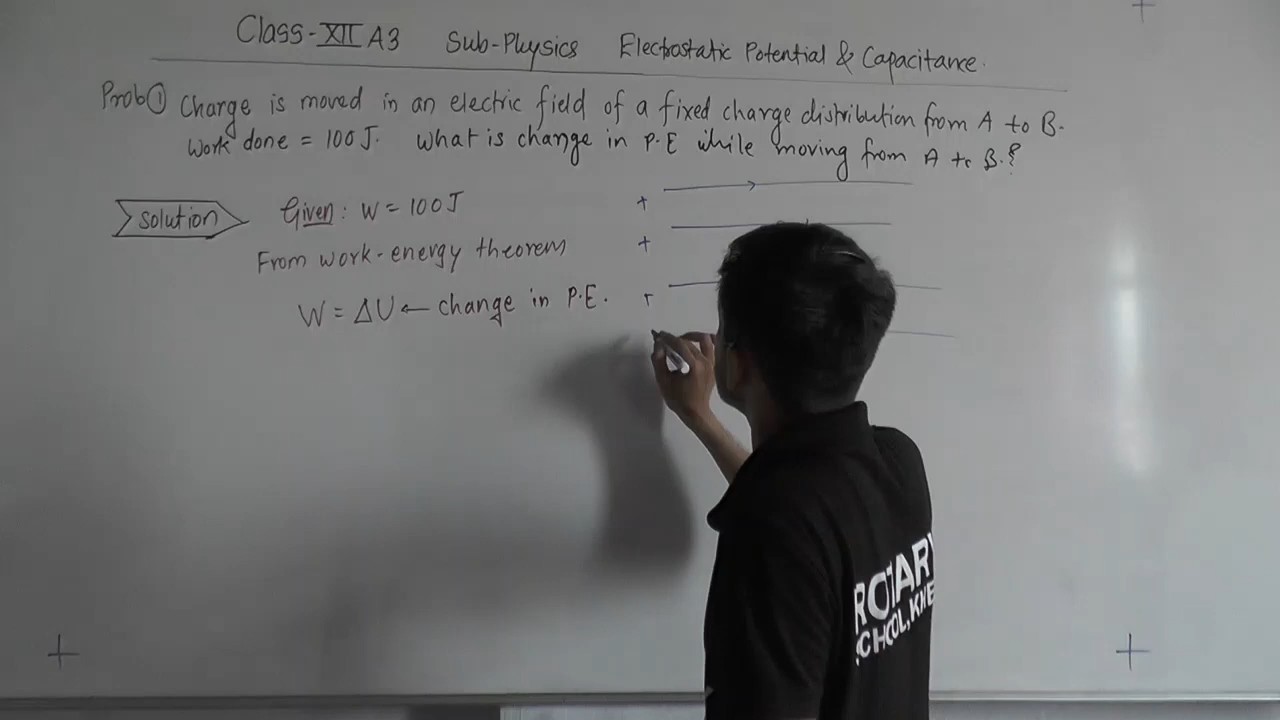 Class-XII A3 Sub-Physics Electrostatic Potential & Capacitance.
Prob① Charge is moved in an electric field of a fixed charge distribution from A to B.
Work done = 100 J. What is change in P.E while moving from A to B.?
Solution Given: W = 100 J
From work-energy theorem
W = ΔU ← change in P.E.
+
+
+
ROTARY
SCHOOL,